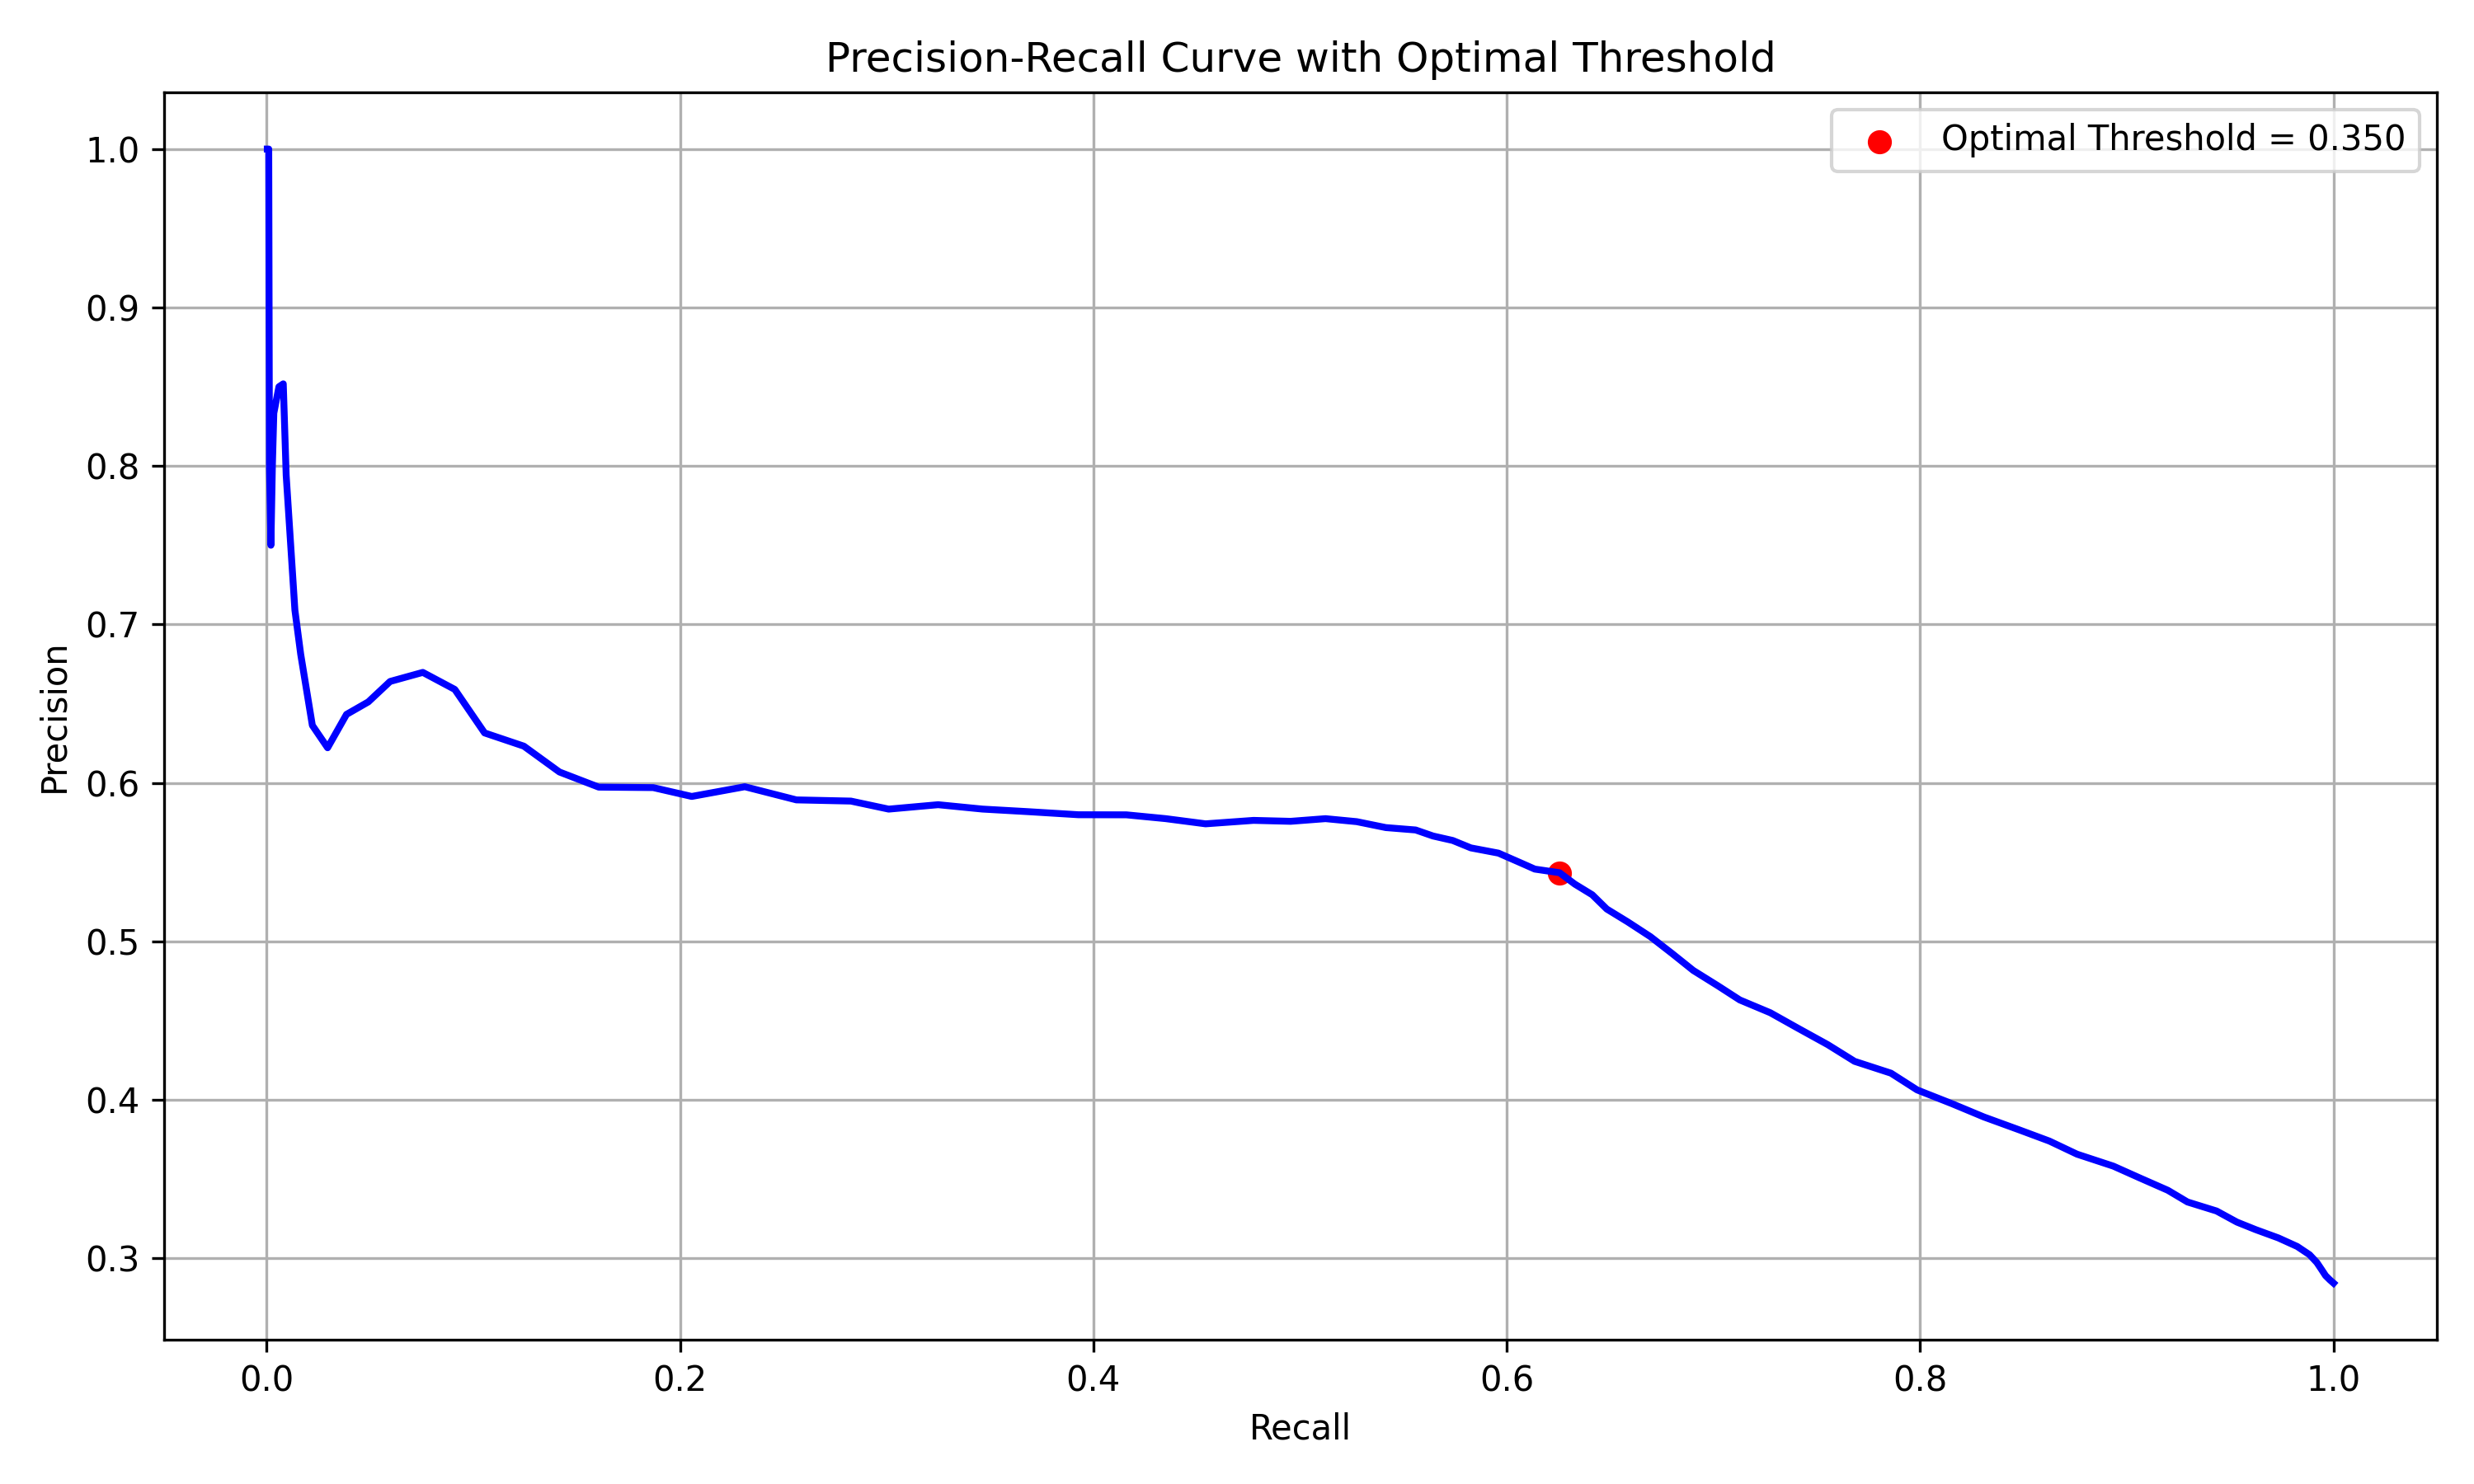 Precision-Recall Curve with Optimal Threshold
Optimal Threshold = 0.350
1.0
0.9
0.8
0.7
0.6
0.5
0.4
0.3
Precision
0.0 0.2 0.4 0.6 0.8 1.0
Recall